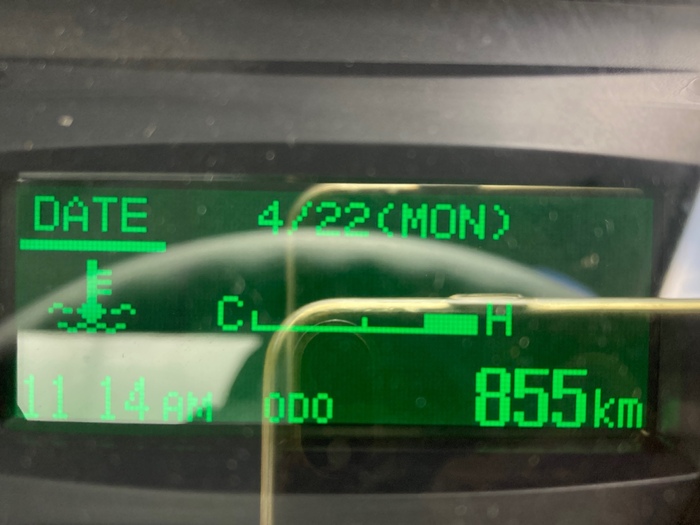 DATE 4/22(MON)
C H
11 14 AM ODO 855km